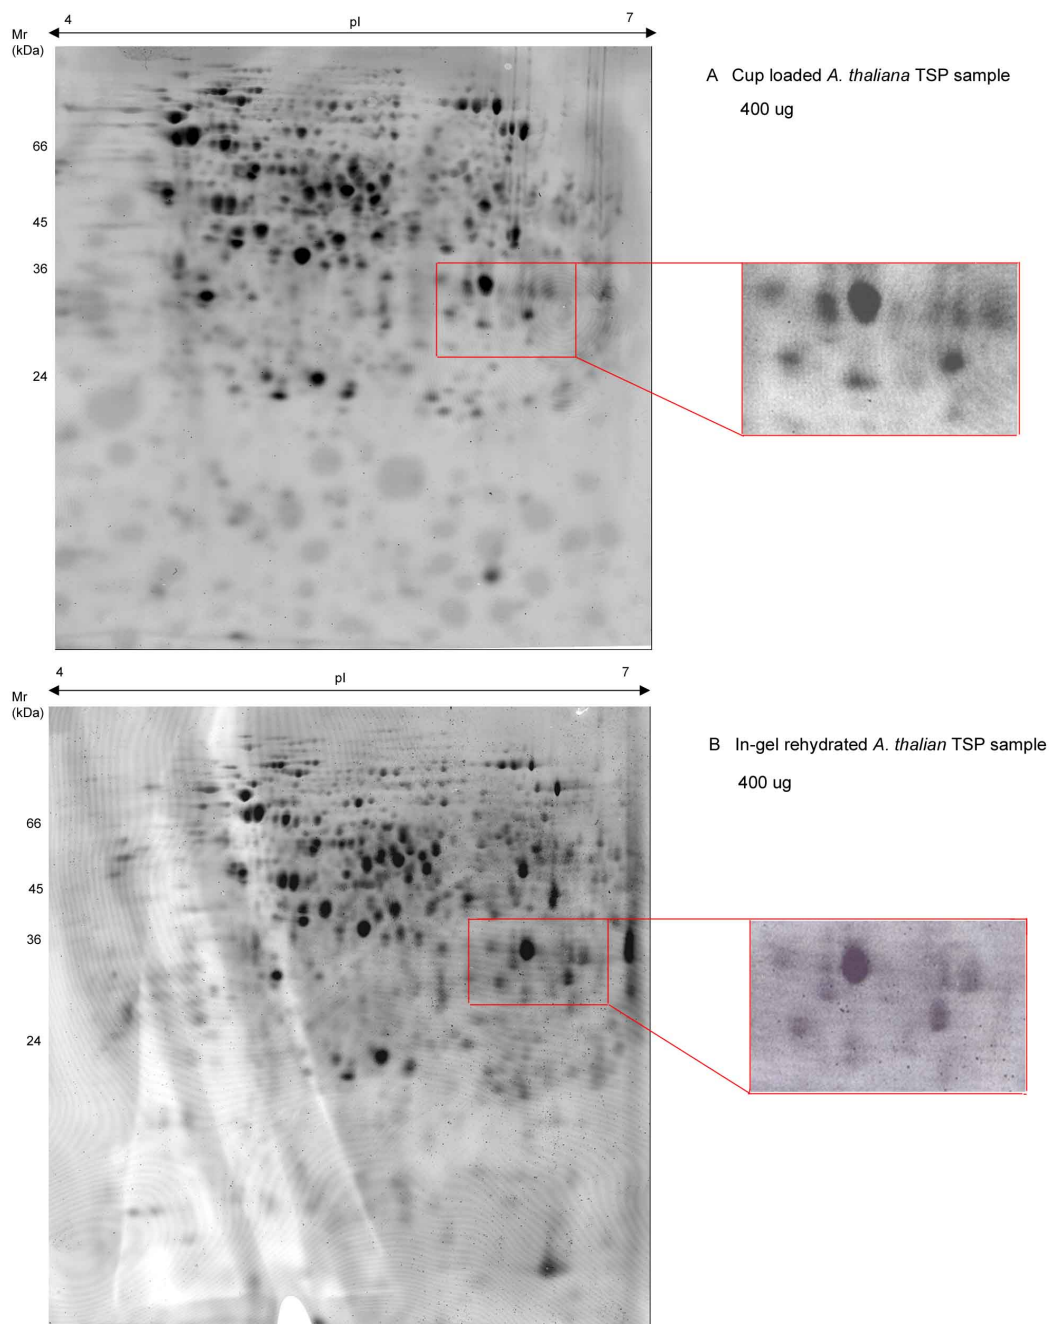 4 pI 7
Mr
(kDa)
A Cup loaded A. thaliana TSP sample
400 ug
66
45
36
24
4 pI 7
Mr
(kDa)
B In-gel rehydrated A. thalian TSP sample
400 ug
66
45
36
24